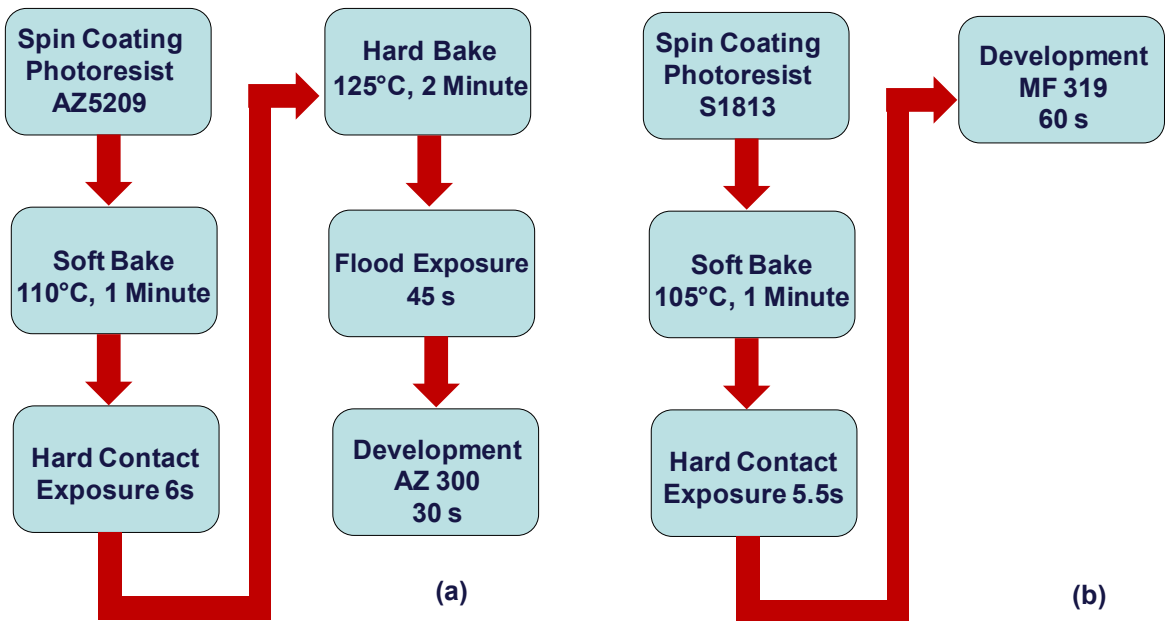 Spin Coating
Photoresist
AZ5209
Soft Bake
110°C, 1 Minute
Hard Contact
Exposure 6s
Hard Bake
125°C, 2 Minute
Flood Exposure
45 s
Development
AZ 300
30 s
(a)
Spin Coating
Photoresist
S1813
Soft Bake
105°C, 1 Minute
Hard Contact
Exposure 5.5s
Development
MF 319
60 s
(b)